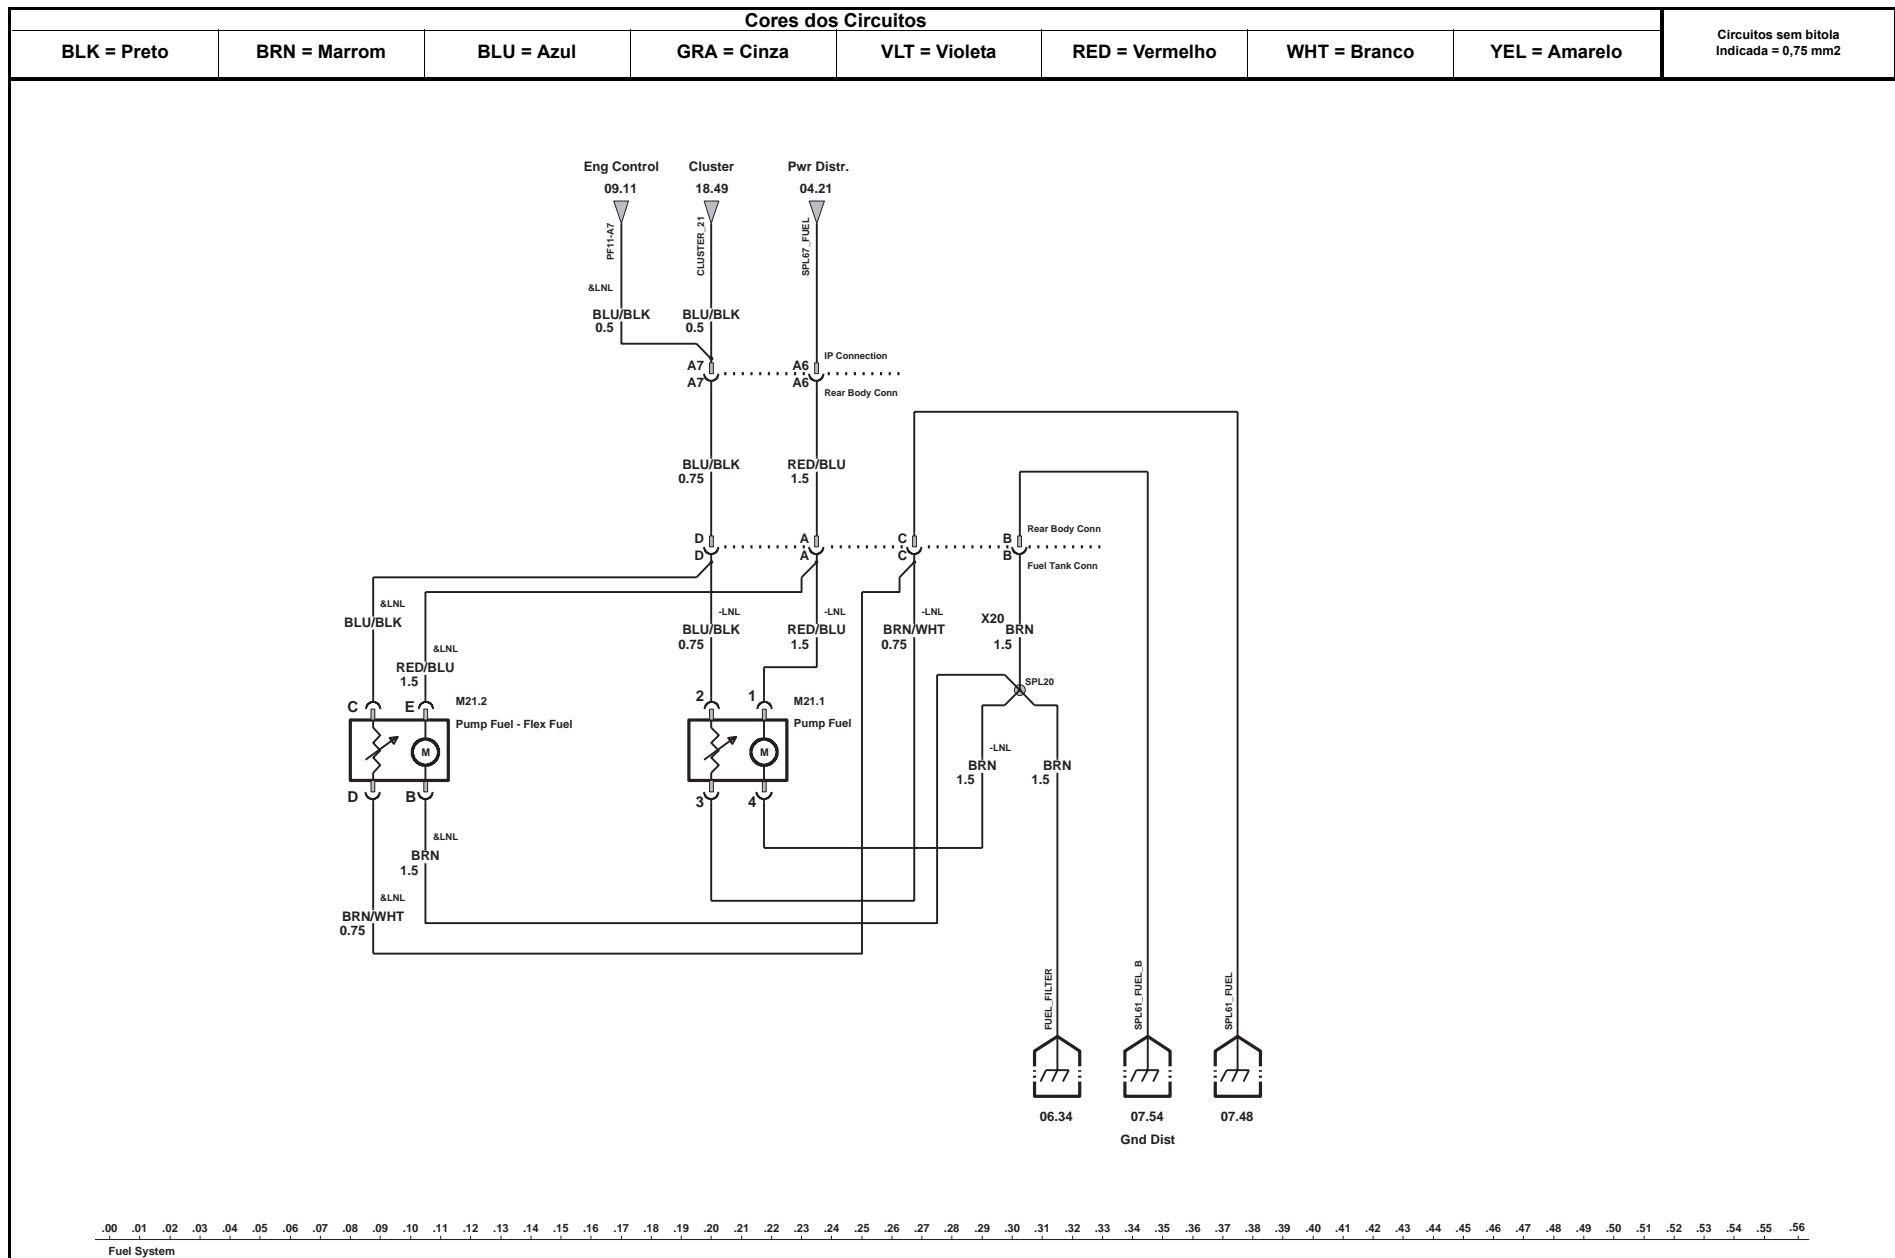 Cores dos Circuitos
BLK = Preto BRN = Marrom BLU = Azul GRA = Cinza VLT = Violeta RED = Vermelho WHT = Branco YEL = Amarelo
Circuitos sem bitola
Indicada = 0,75 mm2
Eng Control Cluster Pwr Distr.
09.11 18.49 04.21
PF11-A7 CLUSTER_21 SPL67_FUEL
&LNL
BLU/BLK BLU/BLK
0.5 0.5
IP Connection
A7 A6
A7 A6
Rear Body Conn
BLU/BLK RED/BLU
0.75 1.5
Rear Body Conn
D A C B
D A C B
Fuel Tank Conn
&LNL -LNL -LNL -LNL
BLU/BLK BLU/BLK RED/BLU BRN/WHT X20 BRN
0.75 1.5 0.75 1.5
&LNL
RED/BLU
1.5
SPL20
C E M21.2 2 1 M21.1
Pump Fuel - Flex Fuel Pump Fuel
M M
-LNL
BRN BRN
1.5 1.5
D B 3 4
&LNL
BRN
1.5
&LNL
BRN/WHT
0.75
FUEL_FILTER SPL61_FUEL_B SPL61_FUEL
06.34 07.54 07.48
Gnd Dist
.00 .01 .02 .03 .04 .05 .06 .07 .08 .09 .10 .11 .12 .13 .14 .15 .16 .17 .18 .19 .20 .21 .22 .23 .24 .25 .26 .27 .28 .29 .30 .31 .32 .33 .34 .35 .36 .37 .38 .39 .40 .41 .42 .43 .44 .45 .46 .47 .48 .49 .50 .51 .52 .53 .54 .55 .56
Fuel System